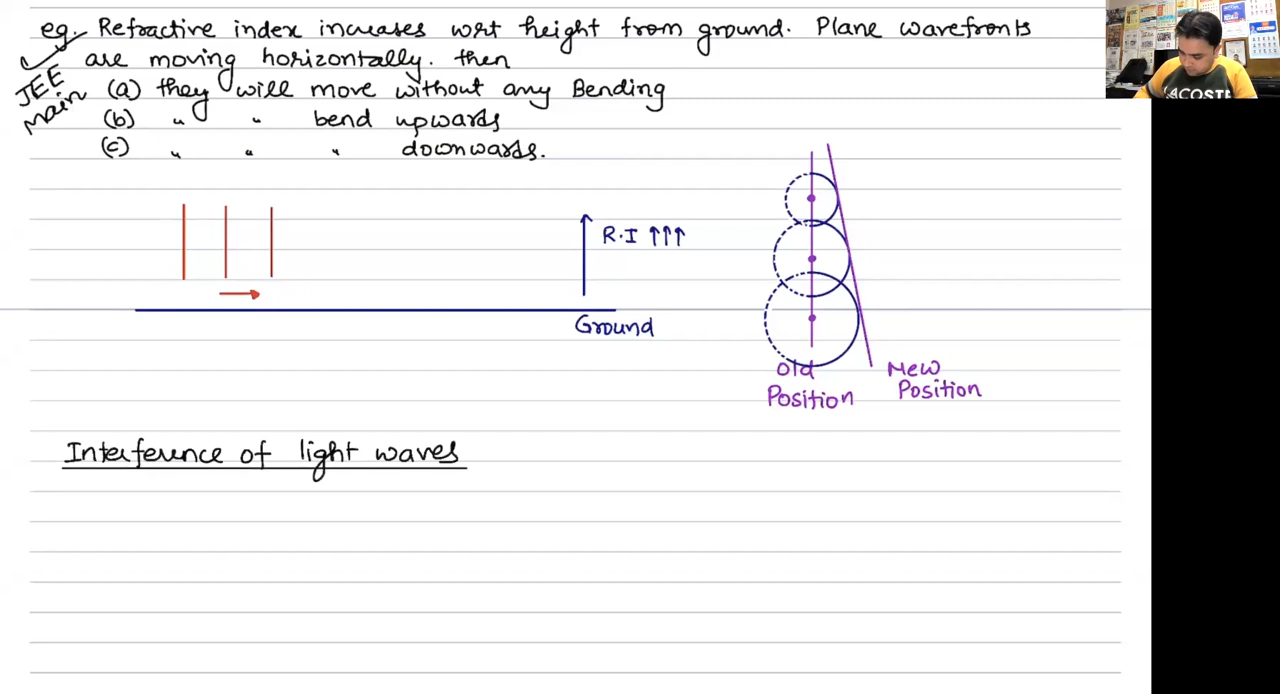 eg. Refractive index increases wrt height from ground. Plane wavefronts
are moving horizontally. then
JEE
Main
(a) they will move without any Bending
(b) " " bend upwards
(c) " " " downwards.
R.I ↑↑↑
Ground
Old
Position
New
Position
Interference of light waves
LACOSTE